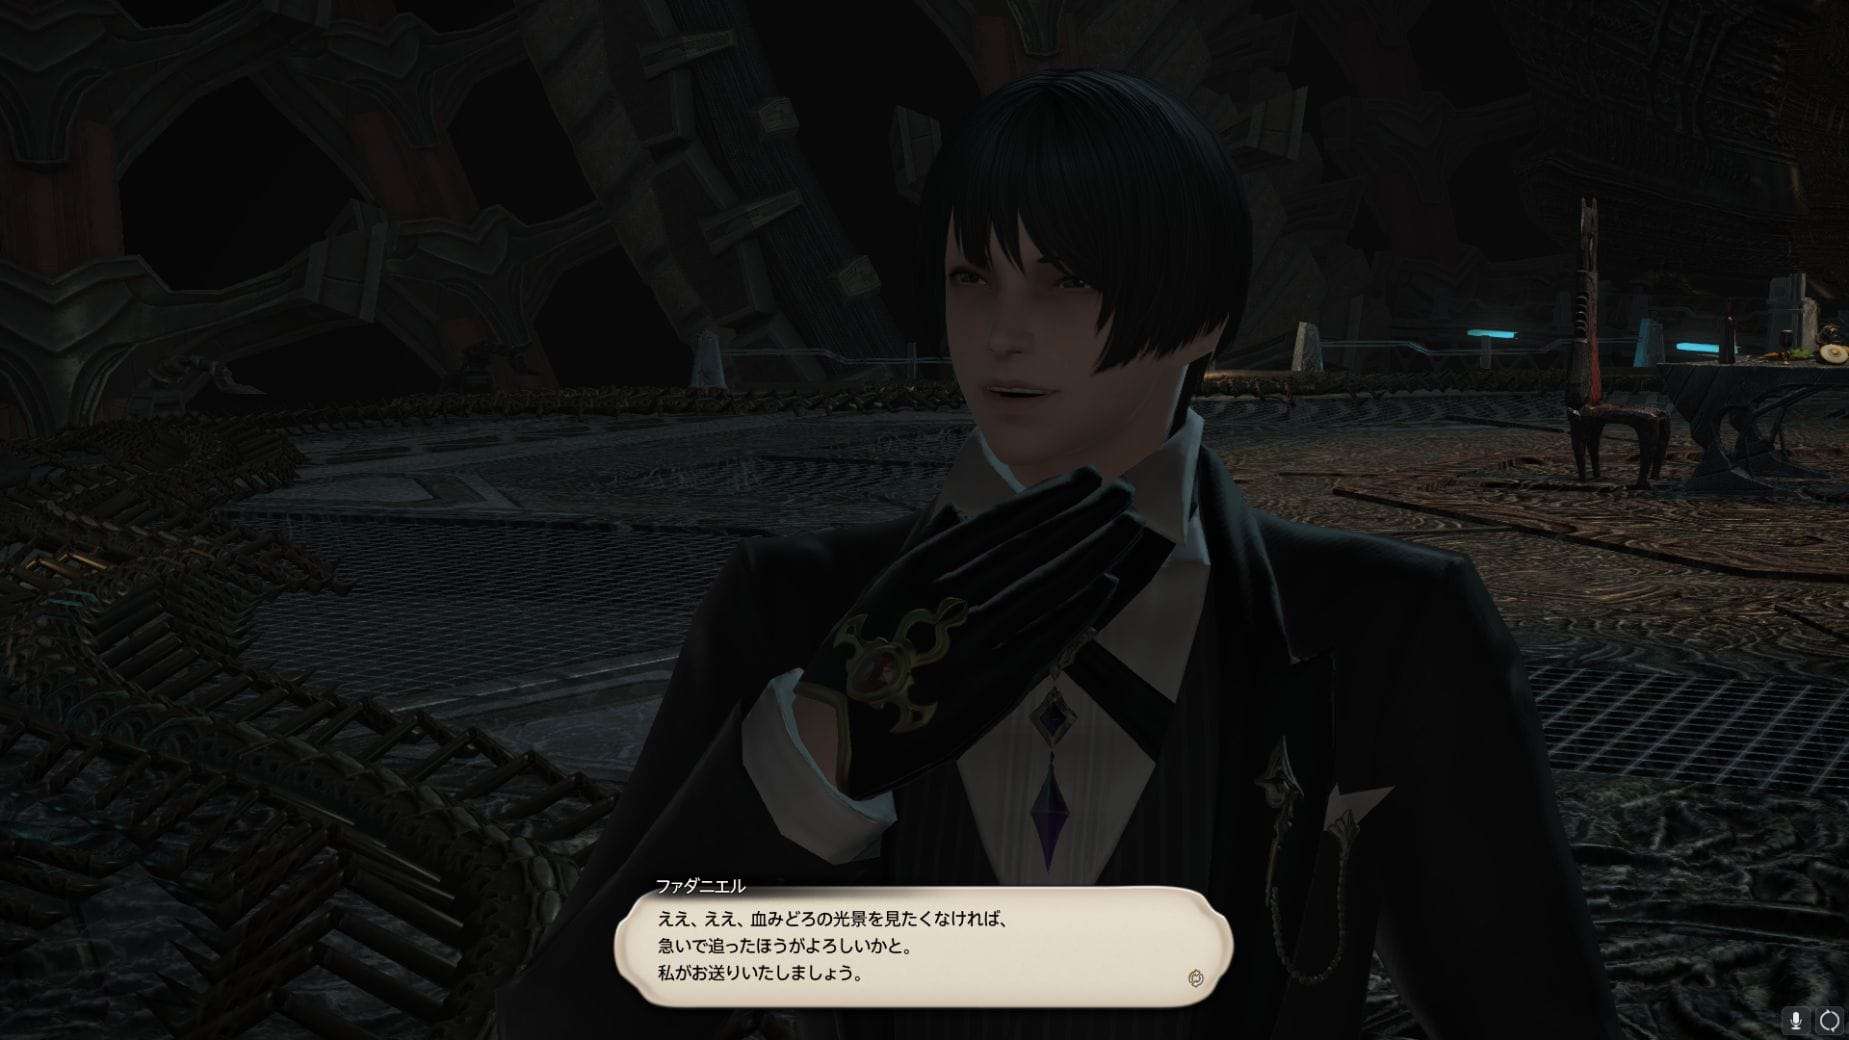 ファダニエル
ええ、ええ、血みどろの光景を見たくなければ、
急いで追ったほうがよろしいかと。
私がお送りいたしましょう。